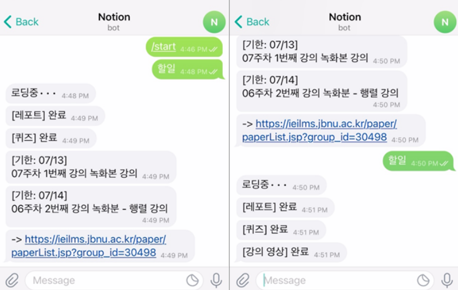 Back
Notion
bot
N
/start 4:48 PM
할일 4:48 PM
로딩중••• 4:48 PM
[레포트] 완료 4:49 PM
[퀴즈] 완료 4:49 PM
[기한: 07/13]
07주차 1번째 강의 녹화본 강의 4:49 PM
[기한: 07/14]
06주차 2번째 강의 녹화분 - 행렬 강의
4:49 PM
-> https://ieilms.jbnu.ac.kr/paper/
paperList.jsp?group_id=30498 4:49 PM
Message
Back
Notion
bot
N
[기한: 07/13]
07주차 1번째 강의 녹화본 강의
4:50 PM
[기한: 07/14]
06주차 2번째 강의 녹화분 - 행렬 강의
4:50 PM
-> https://ieilms.jbnu.ac.kr/paper/
paperList.jsp?group_id=30498 4:50 PM
할일 4:50 PM
로딩중••• 4:50 PM
[레포트] 완료 4:51 PM
[퀴즈] 완료 4:51 PM
[강의 영상] 완료 4:51 PM
Message